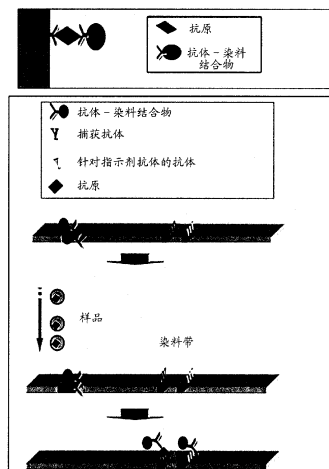 抗原
抗体-染料
结合物
抗体-染料结合物
捕获抗体
针对指示剂抗体的抗体
抗原
样品
染料带